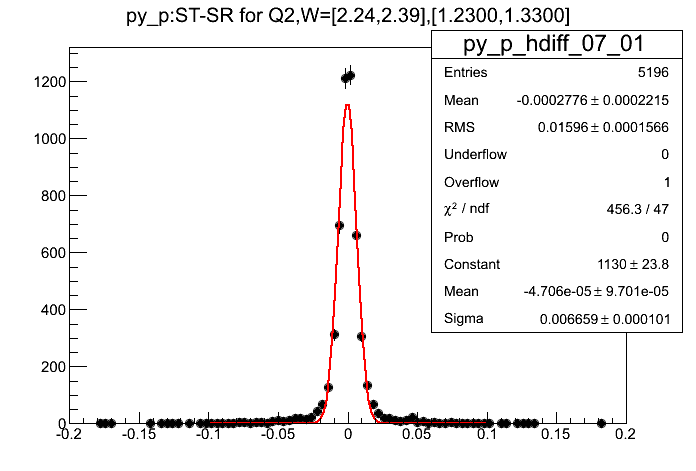 py_p:ST-SR for Q2,W=[2.24,2.39],[1.2300,1.3300]
py_p_hdiff_07_01
Entries 5196
Mean -0.0002776 ± 0.0002215
RMS 0.01596 ± 0.0001566
Underflow 0
Overflow 1
χ² / ndf 456.3 / 47
Prob 0
Constant 1130 ± 23.8
Mean -4.706e-05 ± 9.701e-05
Sigma 0.006659 ± 0.000101
1200
1000
800
600
400
200
0
-0.2 -0.15 -0.1 -0.05 0 0.05 0.1 0.15 0.2